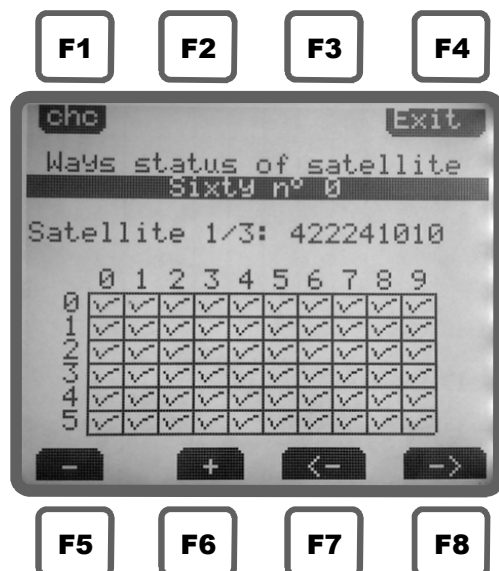 F1 F2 F3 F4
chc Exit
Ways status of satellite
Sixty n° 0
Satellite 1/3: 422241010
0 1 2 3 4 5 6 7 8 9
0
1
2
3
4
5
- + <- ->
F5 F6 F7 F8